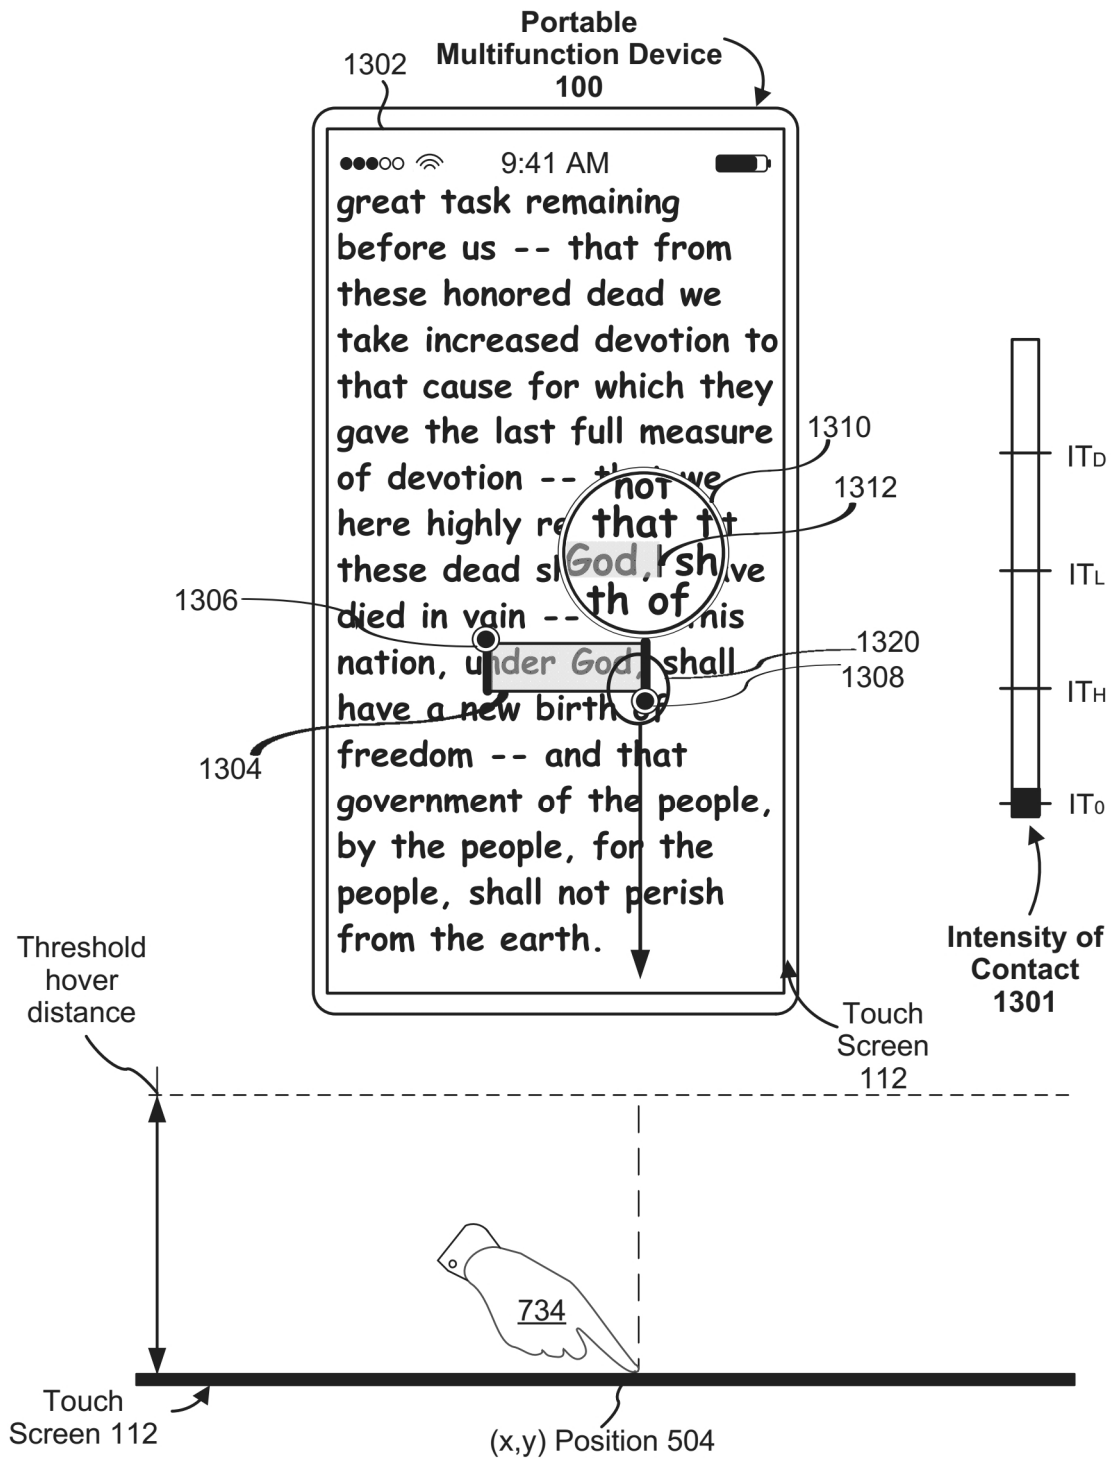 Portable
Multifunction Device
100
1302
9:41 AM
great task remaining
before us -- that from
these honored dead we
take increased devotion to
that cause for which they
gave the last full measure
of devotion -- that we
here highly re
these dead sh ve
died in vain -- his
nation, under God, shall
have a new birth of
freedom -- and that
government of the people,
by the people, for the
people, shall not perish
from the earth.
not
that
God, sh
th of
1310
1312
1306
1320
1308
1304
ITD
ITL
ITH
IT0
Intensity of
Contact
1301
Threshold
hover
distance
Touch
Screen
112
734
Touch
Screen 112
(x,y) Position 504